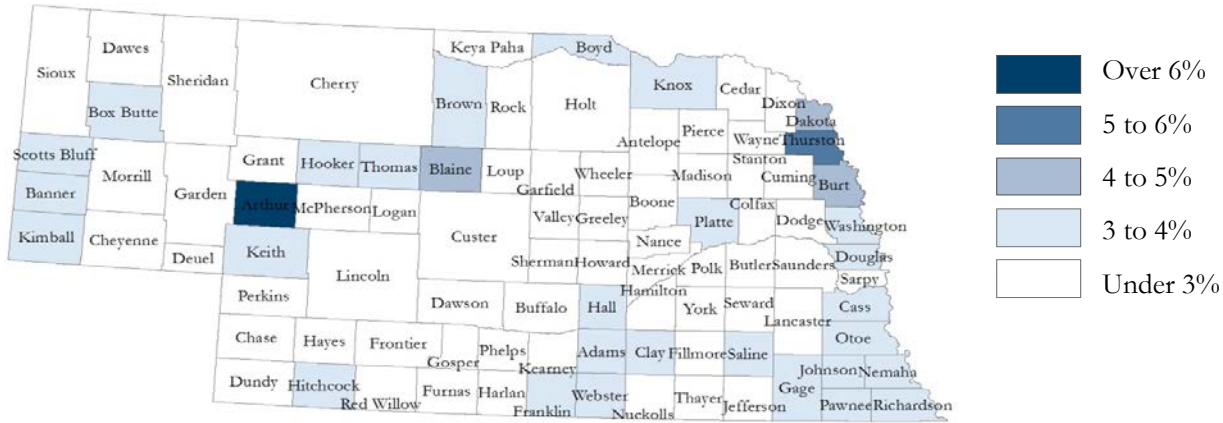 Keya Paha
Boyd
Dawes
Sioux
Sheridan
Cherry
Knox
Cedar
Dixon
Dakota
Box Butte
Brown
Rock
Holt
Antelope
Pierce
Wayne
Thurston
Scotts Bluff
Morrill
Grant
Hooker
Thomas
Blaine
Loup
Garfield
Wheeler
Madison
Stanton
Cuming
Burt
Banner
Garden
Arthur
McPherson
Logan
Valley
Greeley
Boone
Platte
Colfax
Dodge
Washington
Kimball
Cheyenne
Deuel
Keith
Lincoln
Custer
Sherman
Howard
Nance
Merrick
Polk
Butler
Saunders
Douglas
Sarpy
Perkins
Dawson
Buffalo
Hall
Hamilton
York
Seward
Lancaster
Cass
Otoe
Chase
Hayes
Frontier
Gosper
Phelps
Kearney
Adams
Clay
Fillmore
Saline
Gage
Johnson
Nemaha
Dundy
Hitchcock
Red Willow
Furnas
Harlan
Franklin
Webster
Nuckolls
Thayer
Jefferson
Pawnee
Richardson
Over 6%
5 to 6%
4 to 5%
3 to 4%
Under 3%